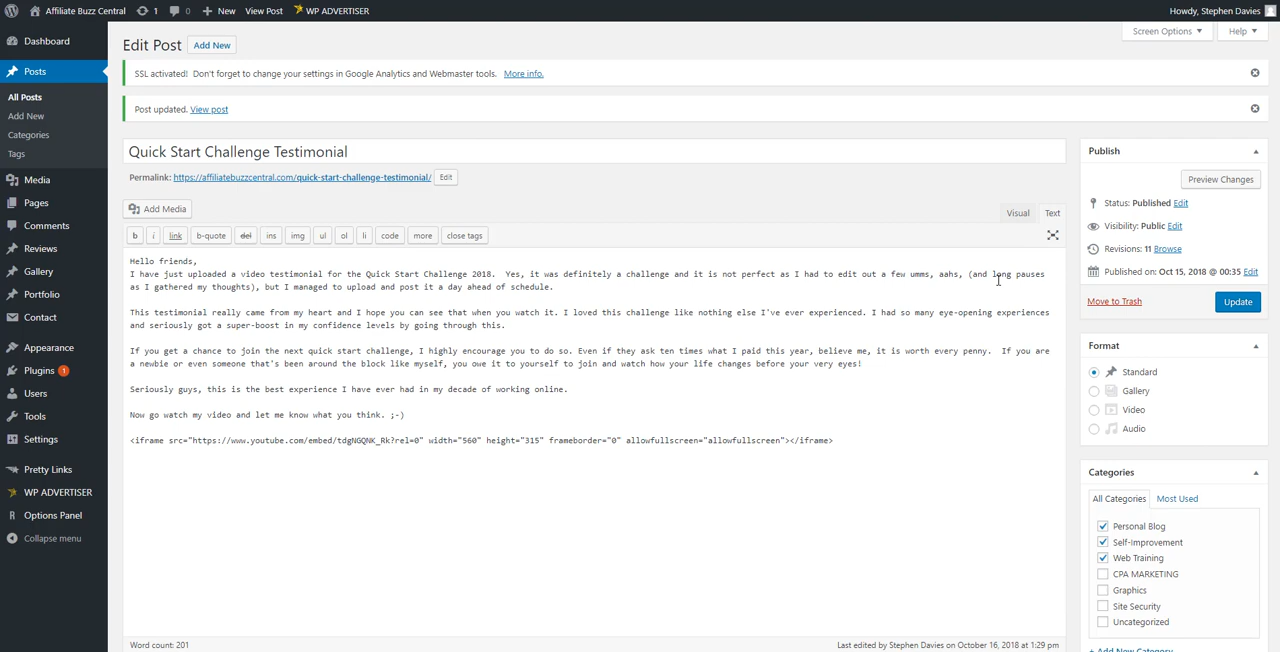 Affiliate Buzz Central 1 0 New View Post WP ADVERTISER Howdy, Stephen Davies
Screen Options Help
Dashboard
Posts
All Posts
Add New
Categories
Tags
Media
Pages
Comments
Reviews
Gallery
Portfolio
Contact
Appearance
Plugins 1
Users
Tools
Settings
Pretty Links
WP ADVERTISER
Options Panel
Collapse menu
Edit Post Add New
SSL activated! Don't forget to change your settings in Google Analytics and Webmaster tools. More info.
Post updated. View post
Quick Start Challenge Testimonial
Permalink: https://affiliatebuzzcentral.com/quick-start-challenge-testimonial/ Edit
Add Media
Visual Text
b i link b-quote del ins img ul ol li code more close tags
Hello friends,
I have just uploaded a video testimonial for the Quick Start Challenge 2018.  Yes, it was definitely a challenge and it is not perfect as I had to edit out a few umms, aahs, (and long pauses
as I gathered my thoughts), but I managed to upload and post it a day ahead of schedule.
This testimonial really came from my heart and I hope you can see that when you watch it. I loved this challenge like nothing else I've ever experienced. I had so many eye-opening experiences
and seriously got a super-boost in my confidence levels by going through this.
If you get a chance to join the next quick start challenge, I highly encourage you to do so. Even if they ask ten times what I paid this year, believe me, it is worth every penny.  If you are
a newbie or even someone that's been around the block like myself, you owe it to yourself to join and watch how your life changes before your very eyes!
Seriously guys, this is the best experience I have ever had in my decade of working online.
Now go watch my video and let me know what you think. ;-)
<iframe src="https://www.youtube.com/embed/tdgNGQNK_Rk?rel=0" width="560" height="315" frameborder="0" allowfullscreen="allowfullscreen"></iframe>
Word count: 201 Last edited by Stephen Davies on October 16, 2018 at 1:29 pm
Publish
Preview Changes
Status: Published Edit
Visibility: Public Edit
Revisions: 11 Browse
Published on: Oct 15, 2018 @ 00:35 Edit
Move to Trash Update
Format
Standard
Gallery
Video
Audio
Categories
All Categories Most Used
Personal Blog
Self-Improvement
Web Training
CPA MARKETING
Graphics
Site Security
Uncategorized
+ Add New Category